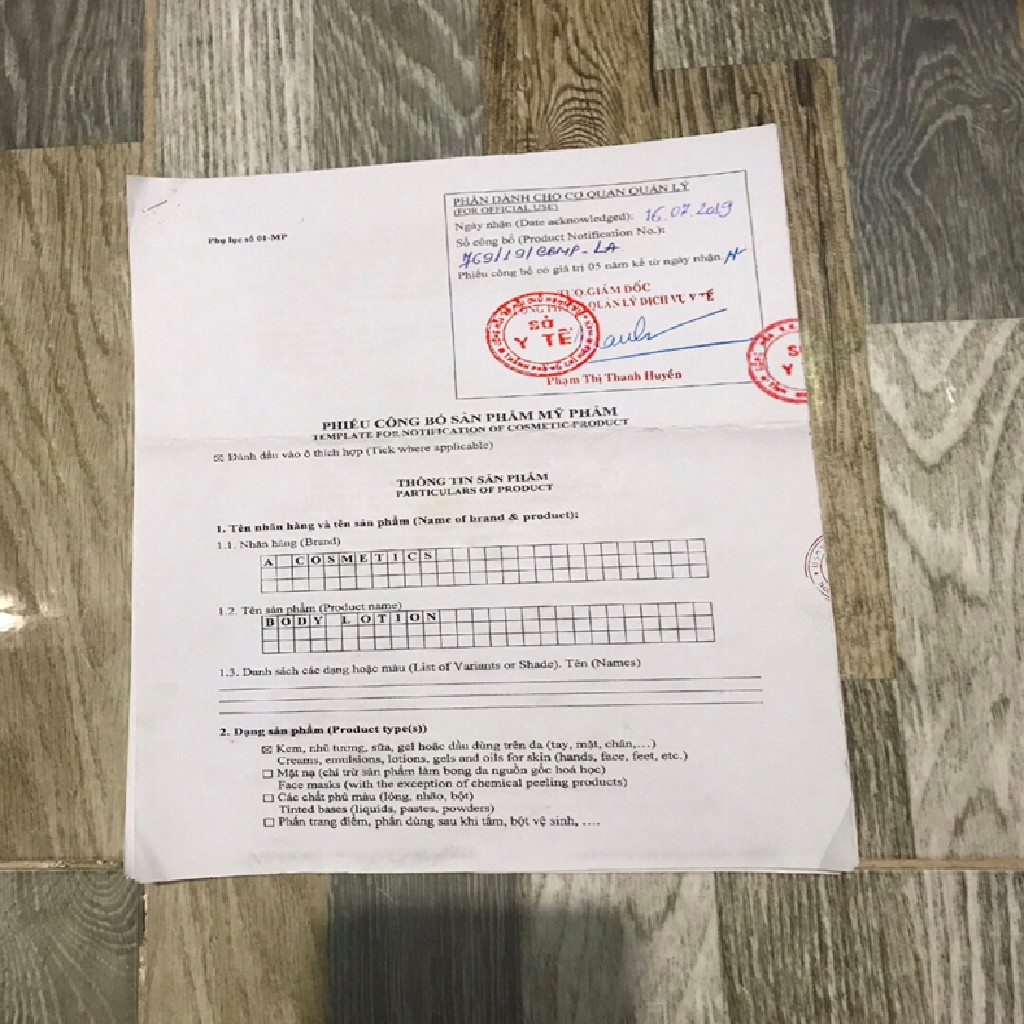 PHẦN DÀNH CHO CƠ QUAN QUẢN LÝ
(FOR OFFICIAL USE)
Ngày nhận (Date acknowledged): 16.07.2019
Số công bố (Product Notification No.):
769/19/CBMP-LA
Phiếu công bố có giá trị 05 năm kể từ ngày nhận.
Phụ lục số 01-MP
GIÁM ĐỐC
QUẢN LÝ DỊCH VỤ Y TẾ
SỞ
Y TẾ
S
Y
Phạm Thị Thanh Huyền
PHIẾU CÔNG BỐ SẢN PHẨM MỸ PHẨM
TEMPLATE FOR NOTIFICATION OF COSMETIC PRODUCT
☒ Đánh dấu vào ô thích hợp (Tick where applicable)
THÔNG TIN SẢN PHẨM
PARTICULARS OF PRODUCT
1. Tên nhãn hàng và tên sản phẩm (Name of brand & product):
1.1. Nhãn hàng (Brand)
A COSMETICS
1.2. Tên sản phẩm (Product name)
BODY LOTION
1.3. Danh sách các dạng hoặc màu (List of Variants or Shade). Tên (Names)
2. Dạng sản phẩm (Product type(s))
☒ Kem, nhũ tương, sữa, gel hoặc dầu dùng trên da (tay, mặt, chân,...)
Creams, emulsions, lotions, gels and oils for skin (hands, face, feet, etc.)
☐ Mặt nạ (chỉ trừ sản phẩm làm bong da nguồn gốc hoá học)
Face masks (with the exception of chemical peeling products)
☐ Các chất phủ màu (lỏng, nhão, bột)
Tinted bases (liquids, pastes, powders)
☐ Phấn trang điểm, phấn dùng sau khi tắm, bột vệ sinh, ....